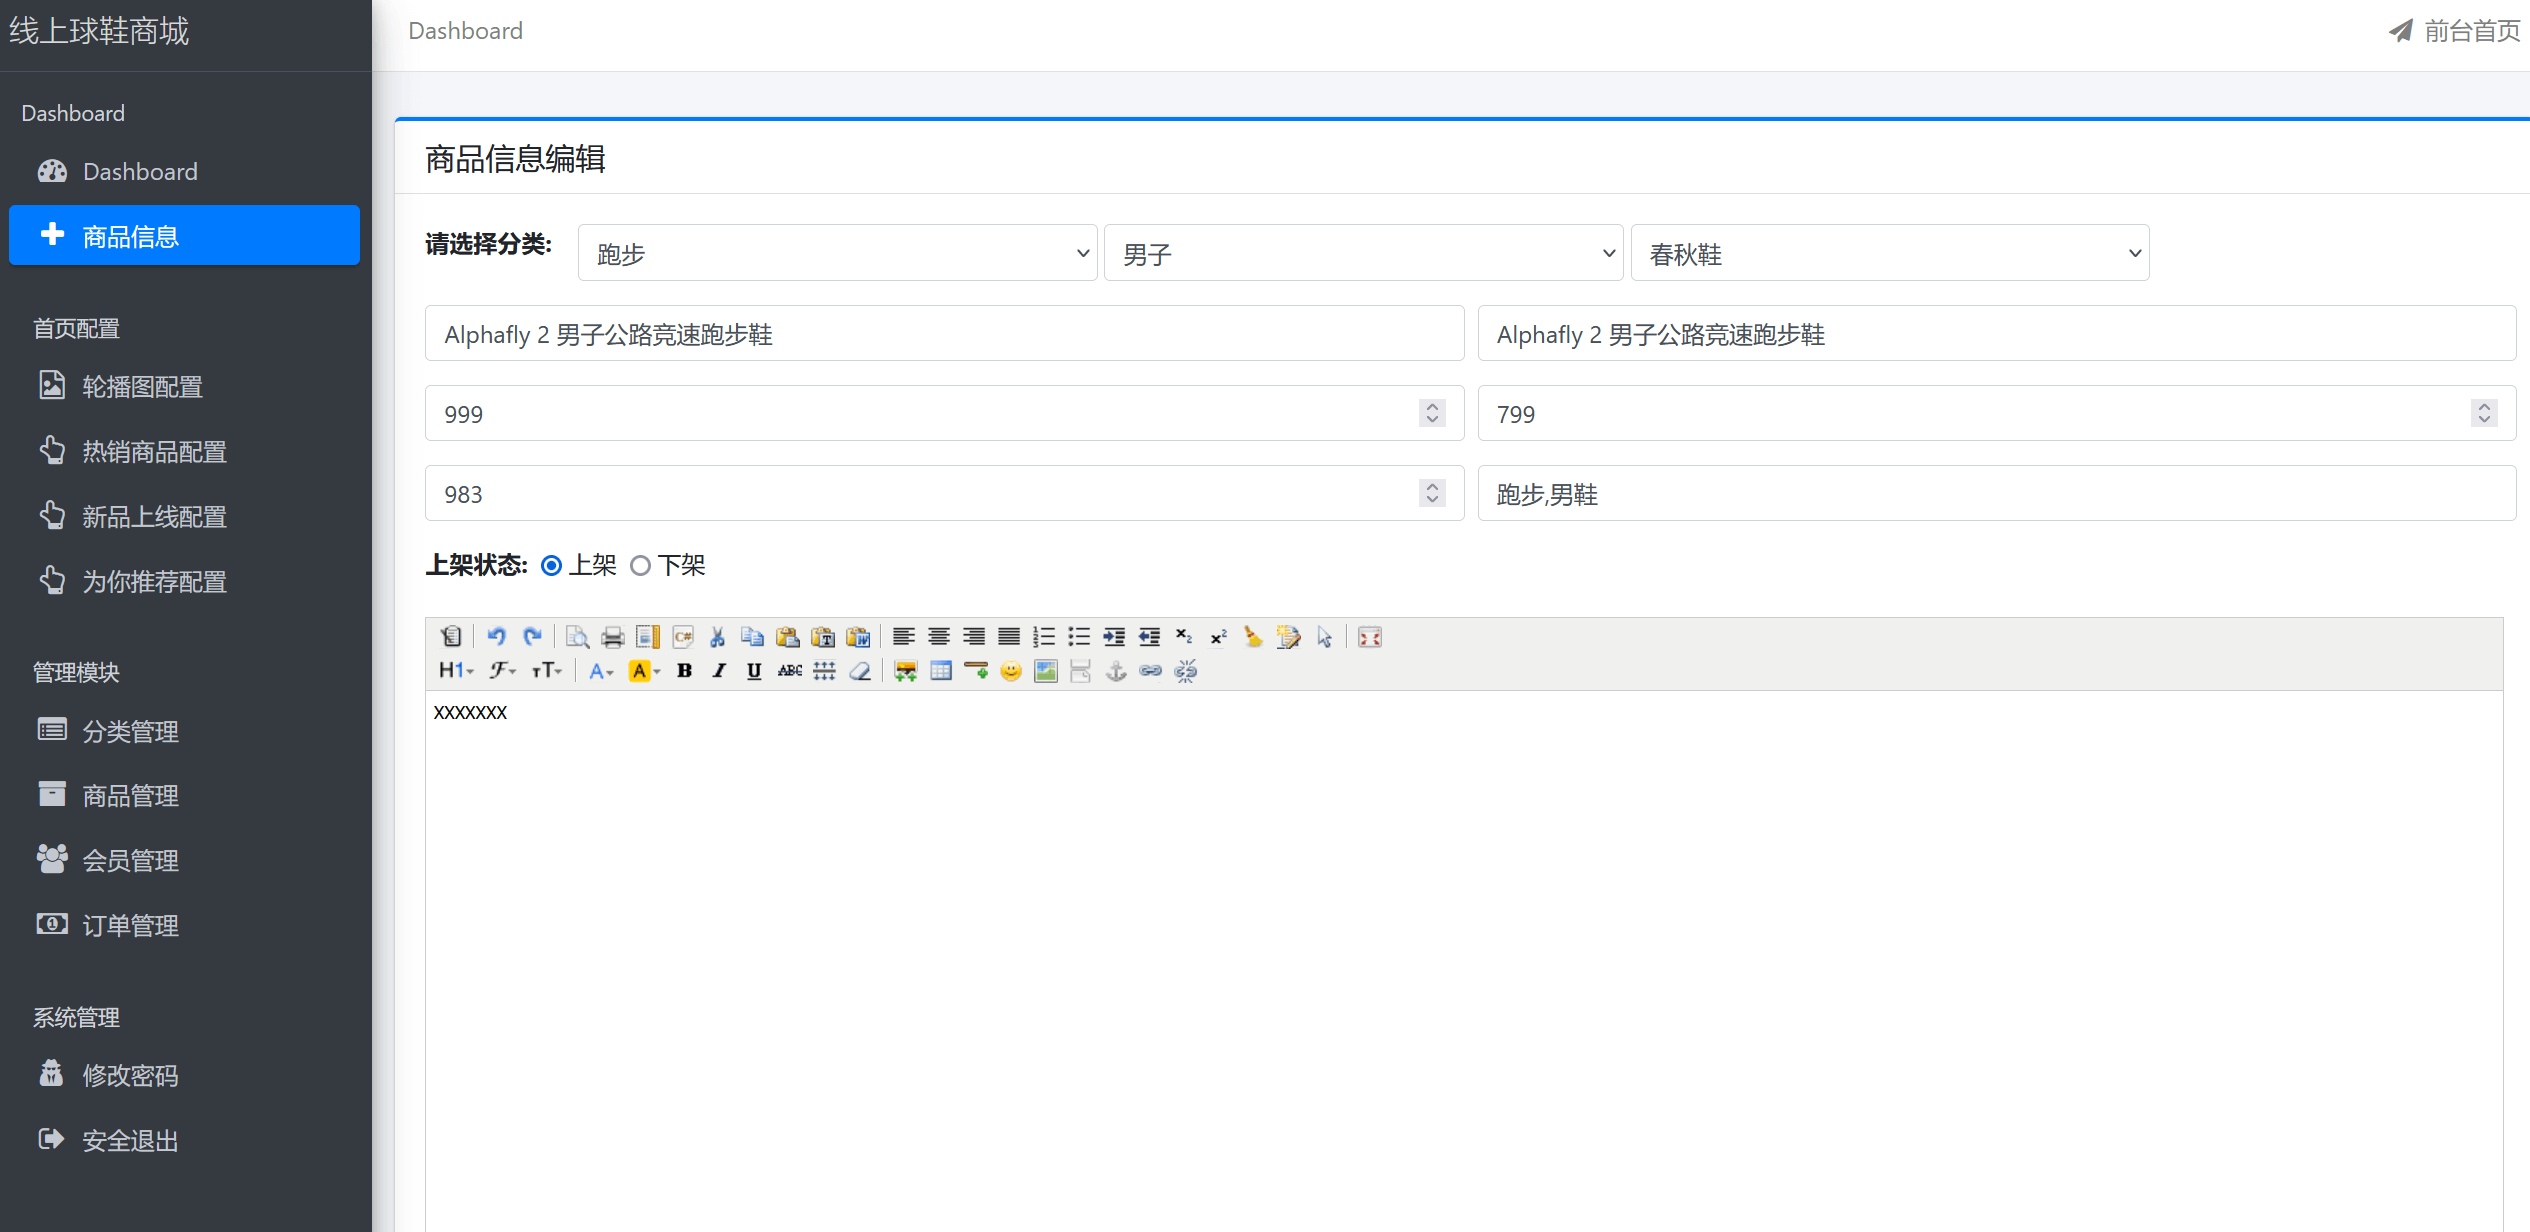 线上球鞋商城
Dashboard
前台首页
Dashboard
Dashboard
商品信息
首页配置
轮播图配置
热销商品配置
新品上线配置
为你推荐配置
管理模块
分类管理
商品管理
会员管理
订单管理
系统管理
修改密码
安全退出
商品信息编辑
请选择分类: 跑步 男子 春秋鞋
Alphafly 2 男子公路竞速跑步鞋 Alphafly 2 男子公路竞速跑步鞋
999 799
983 跑步,男鞋
上架状态: 上架 下架
H1 F TT A A B I U ABC
xxxxxxx